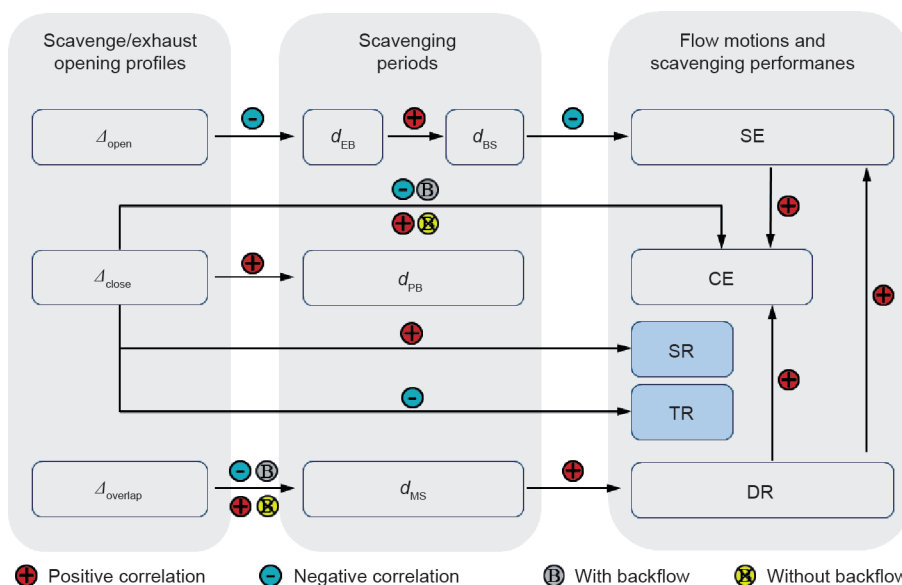 Scavenge/exhaust
opening profiles
Scavenging
periods
Flow motions and
scavenging performanes
Δopen
-
dEB
+
dBS
-
SE
- B
+ B
+
Δclose
+
dPB
CE
+
+
SR
+
-
TR
Δoverlap
- B
+ B
dMS
+
DR
+ Positive correlation
- Negative correlation
B With backflow
B Without backflow